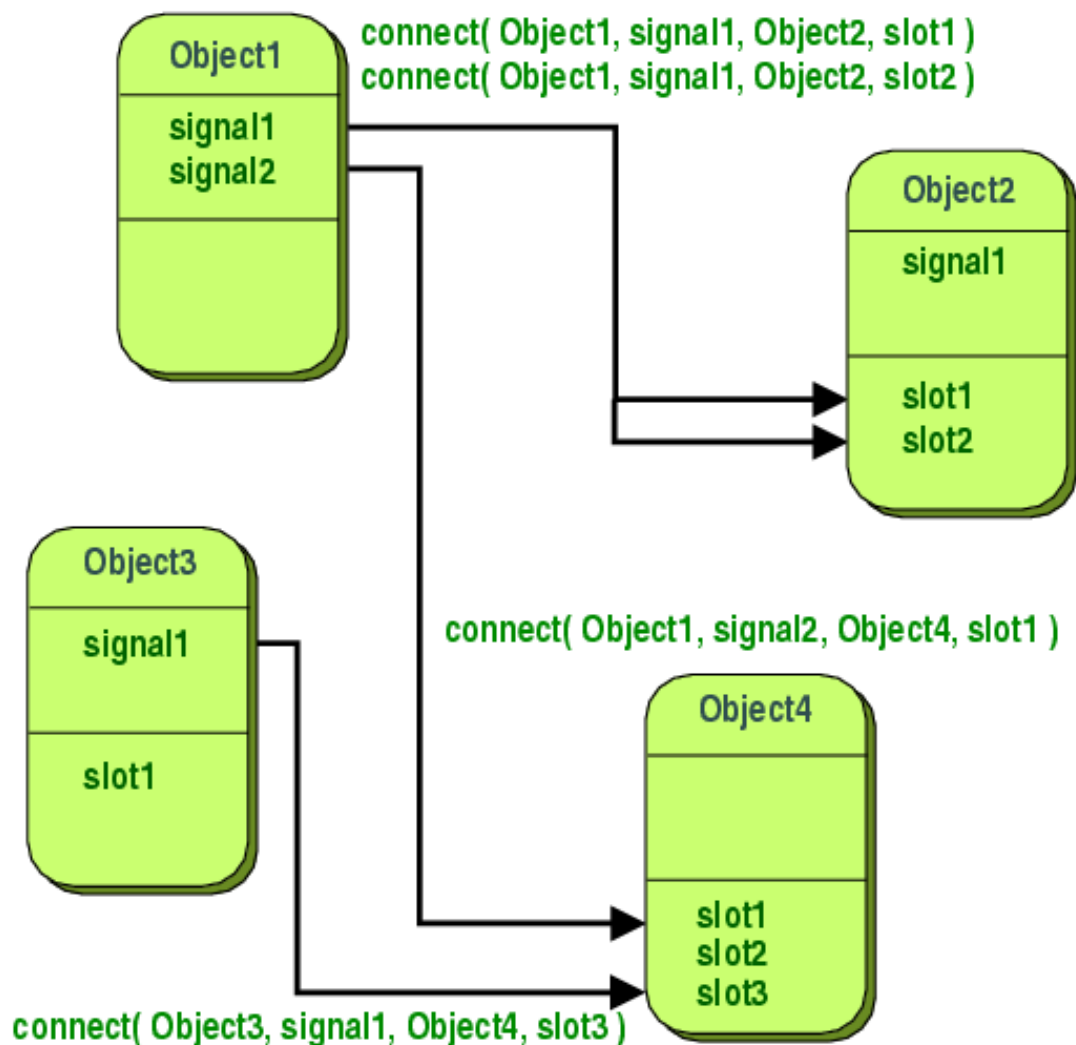 Object1
signal1
signal2
connect( Object1, signal1, Object2, slot1 )
connect( Object1, signal1, Object2, slot2 )
Object2
signal1
slot1
slot2
Object3
signal1
slot1
connect( Object1, signal2, Object4, slot1 )
Object4
slot1
slot2
slot3
connect( Object3, signal1, Object4, slot3 )